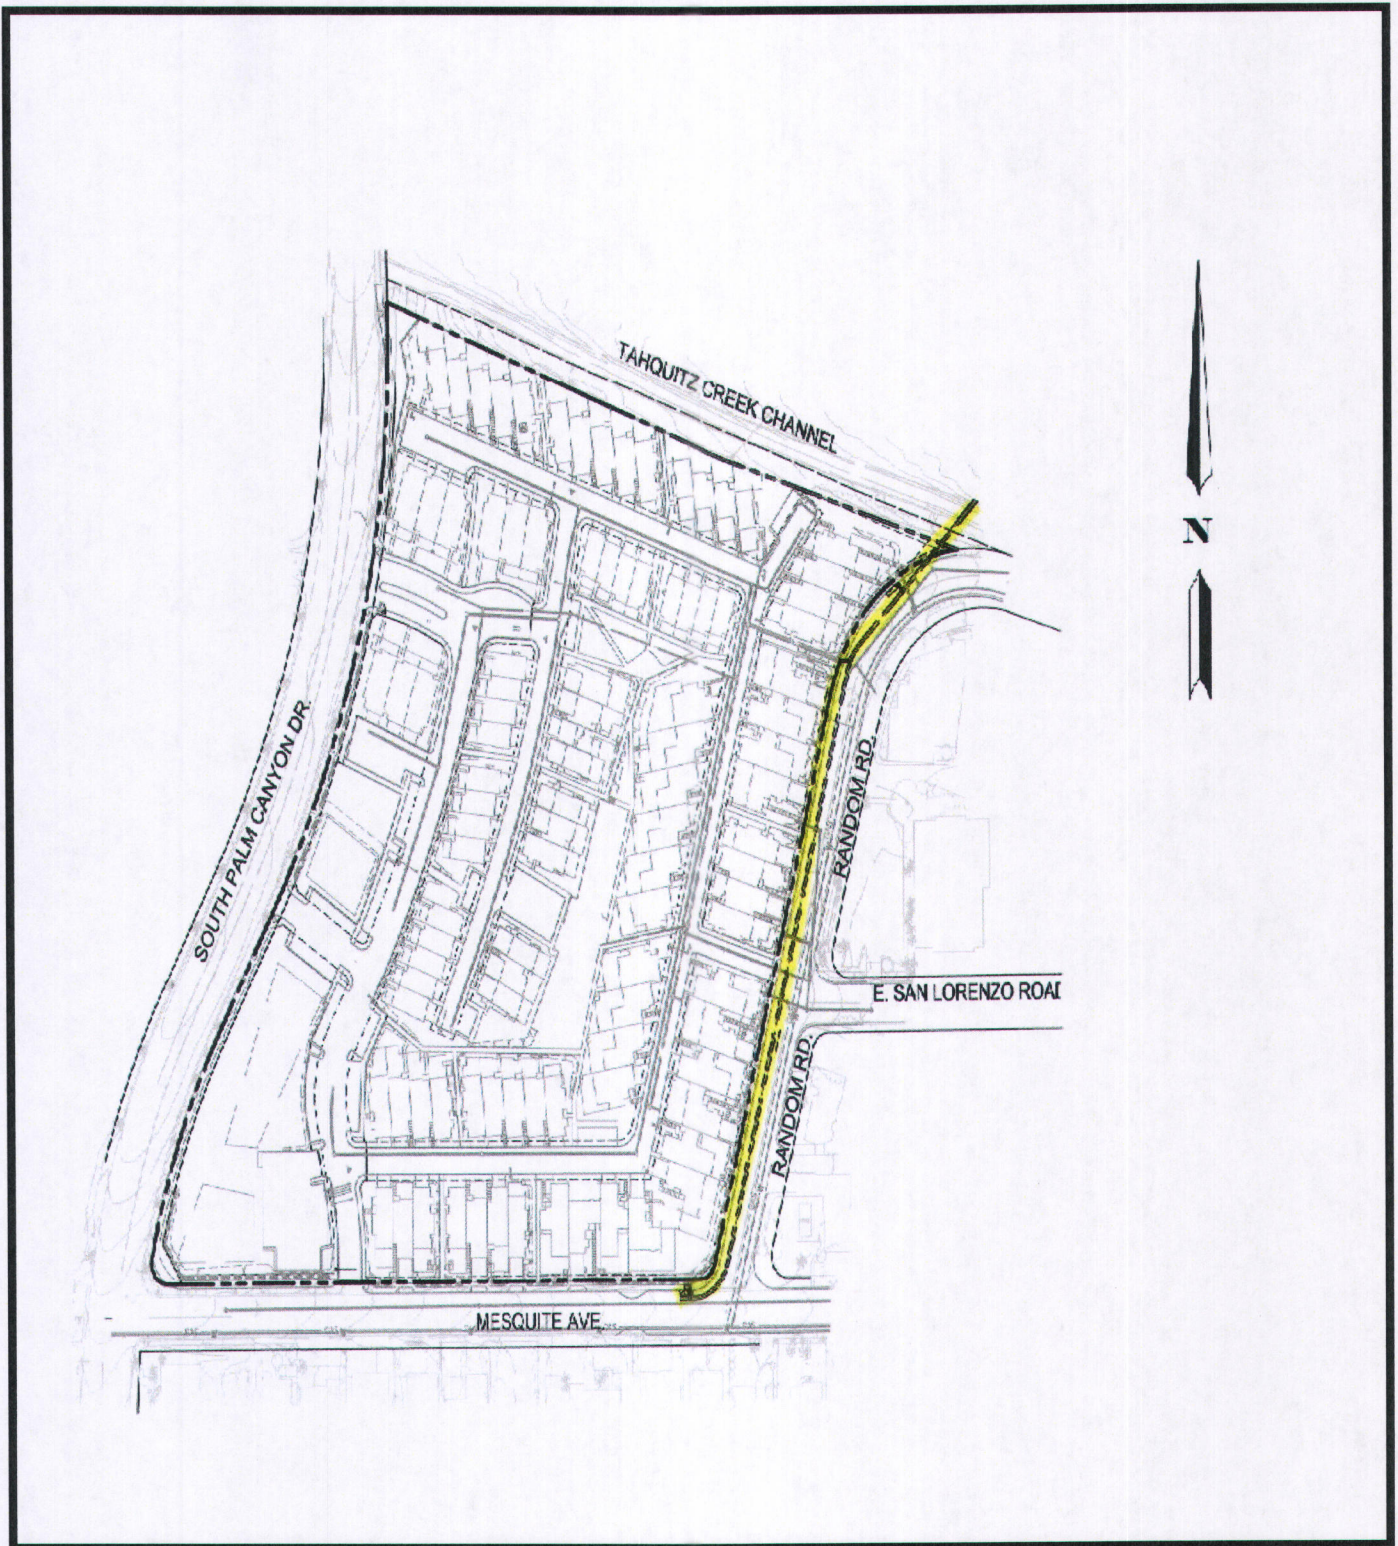 TAHQUITZ CREEK CHANNEL
N
SOUTH PALM CANYON DR.
RANDOM RD.
E. SAN LORENZO ROAD
RANDOM RD.
MESQUITE AVE.